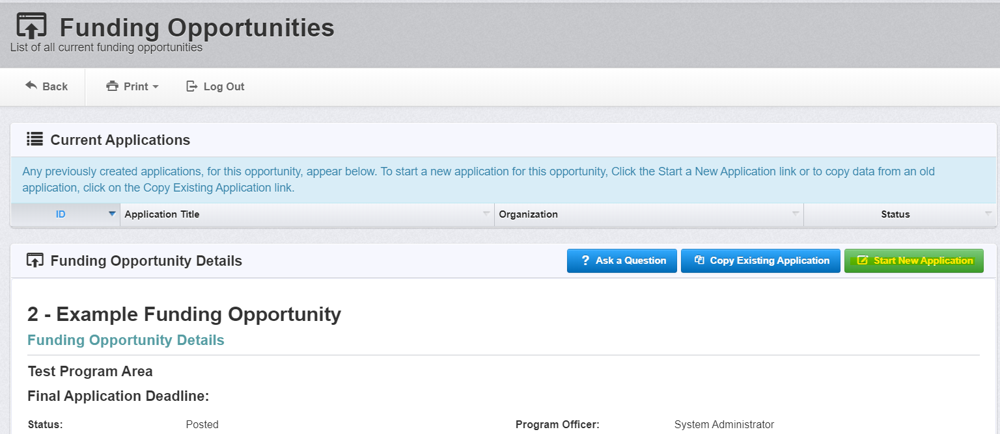 Funding Opportunities
List of all current funding opportunities
Back Print Log Out
Current Applications
Any previously created applications, for this opportunity, appear below. To start a new application for this opportunity, Click the Start a New Application link or to copy data from an old
application, click on the Copy Existing Application link.
ID Application Title Organization Status
Funding Opportunity Details ? Ask a Question Copy Existing Application Start New Application
2 - Example Funding Opportunity
Funding Opportunity Details
Test Program Area
Final Application Deadline:
Status: Posted Program Officer: System Administrator